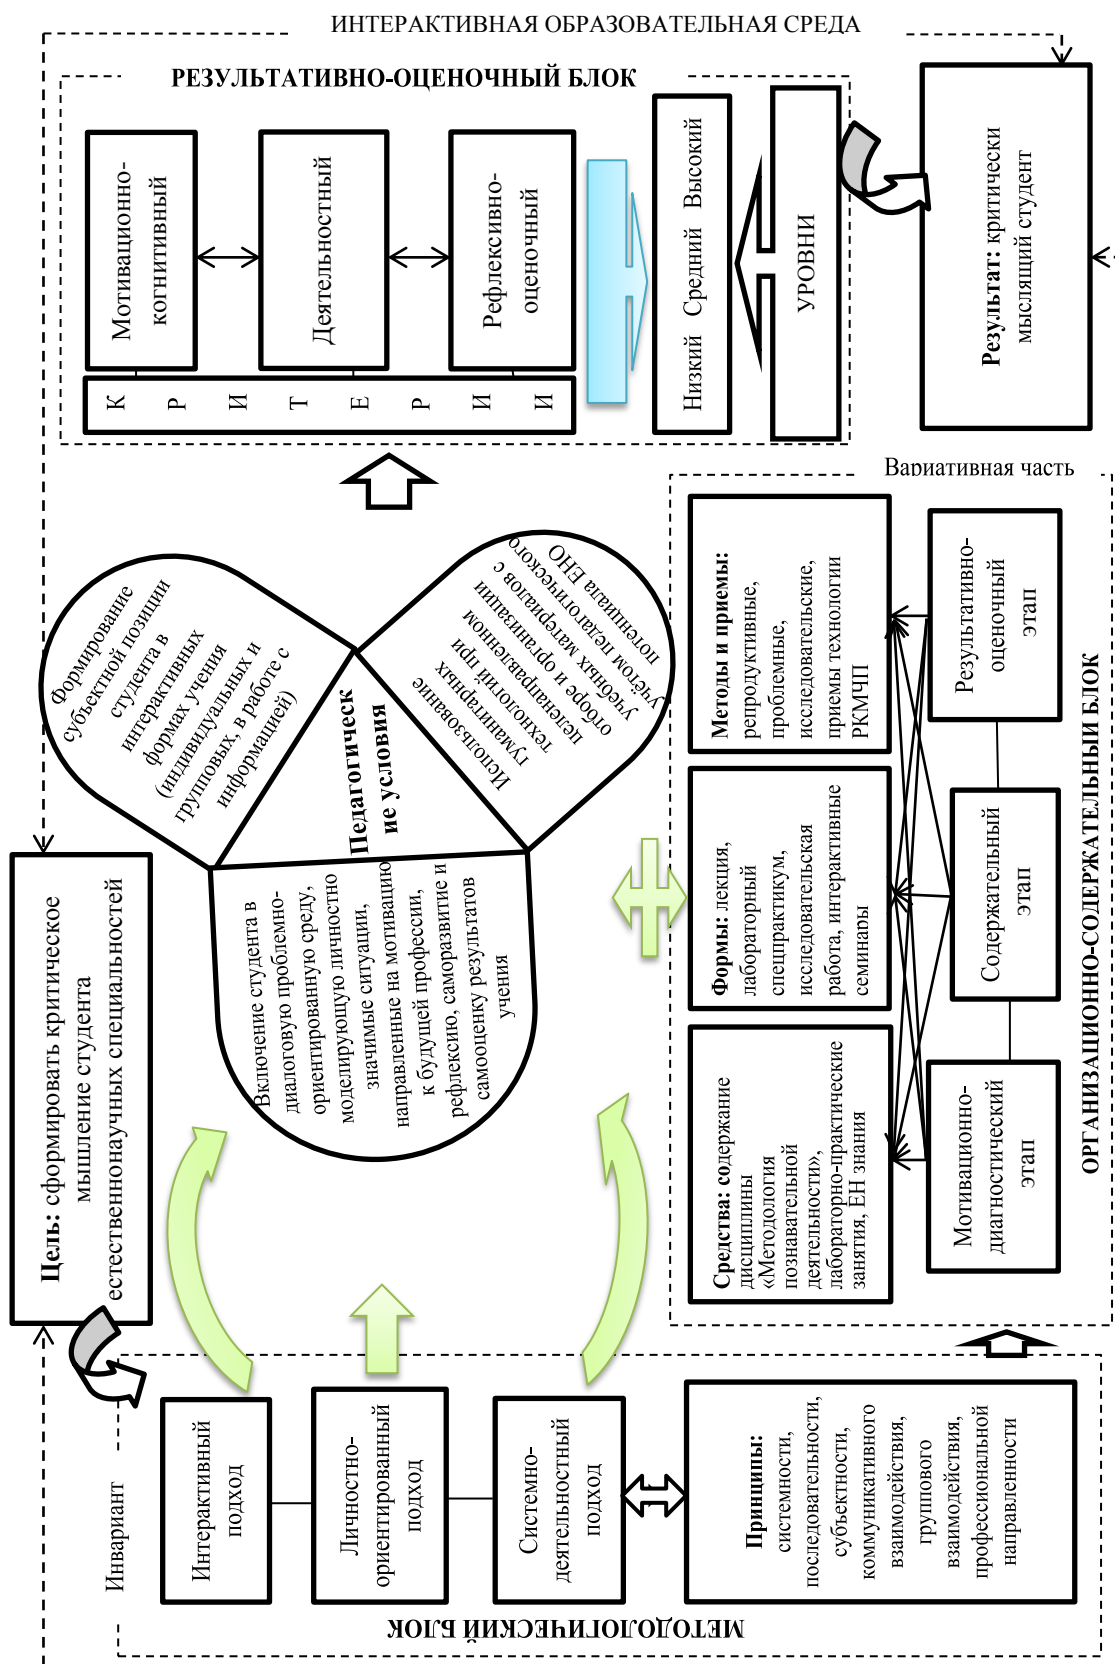 ИНТЕРАКТИВНАЯ ОБРАЗОВАТЕЛЬНАЯ СРЕДА
Цель: сформировать критическое
мышление студента
естественнонаучных специальностей
Инвариант
МЕТОДОЛОГИЧЕСКИЙ БЛОК
Интерактивный
подход
Личностно-
ориентированный
подход
Системно-
деятельностный
подход
Принципы:
системности,
последовательности,
субъектности,
коммуникативного
взаимодействия,
группового
взаимодействия,
профессиональной
направленности
Педагогическ
ие условия
Включение студента в
диалоговую проблемно-
ориентированную среду,
моделирующую личностно
значимые ситуации,
направленные на мотивацию
к будущей профессии,
рефлексию, саморазвитие и
самооценку результатов
учения
Формирование
субъектной позиции
студента в
интерактивных
формах учения
(индивидуальных и
групповых, в работе с
информацией)
Использование
гуманитарных
технологий при
целенаправленном
отборе и организации
учебных материалов с
учётом педагогического
потенциала ЕНО
РЕЗУЛЬТАТИВНО-ОЦЕНОЧНЫЙ БЛОК
К
Р
И
Т
Е
Р
И
И
Мотивационно-
когнитивный
Деятельностный
Рефлексивно-
оценочный
Низкий Средний Высокий
УРОВНИ
Вариативная часть
Средства: содержание
дисциплины
«Методология
познавательной
деятельности»,
лабораторно-практические
занятия, ЕН знания
Формы: лекция,
лабораторный
спецпрактикум,
исследовательская
работа, интерактивные
семинары
Методы и приемы:
репродуктивные,
проблемные,
исследовательские,
приемы технологии
РКМЧП
Мотивационно-
диагностический
этап
Содержательный
этап
Результативно-
оценочный
этап
ОРГАНИЗАЦИОННО-СОДЕРЖАТЕЛЬНЫЙ БЛОК
Результат: критически
мыслящий студент